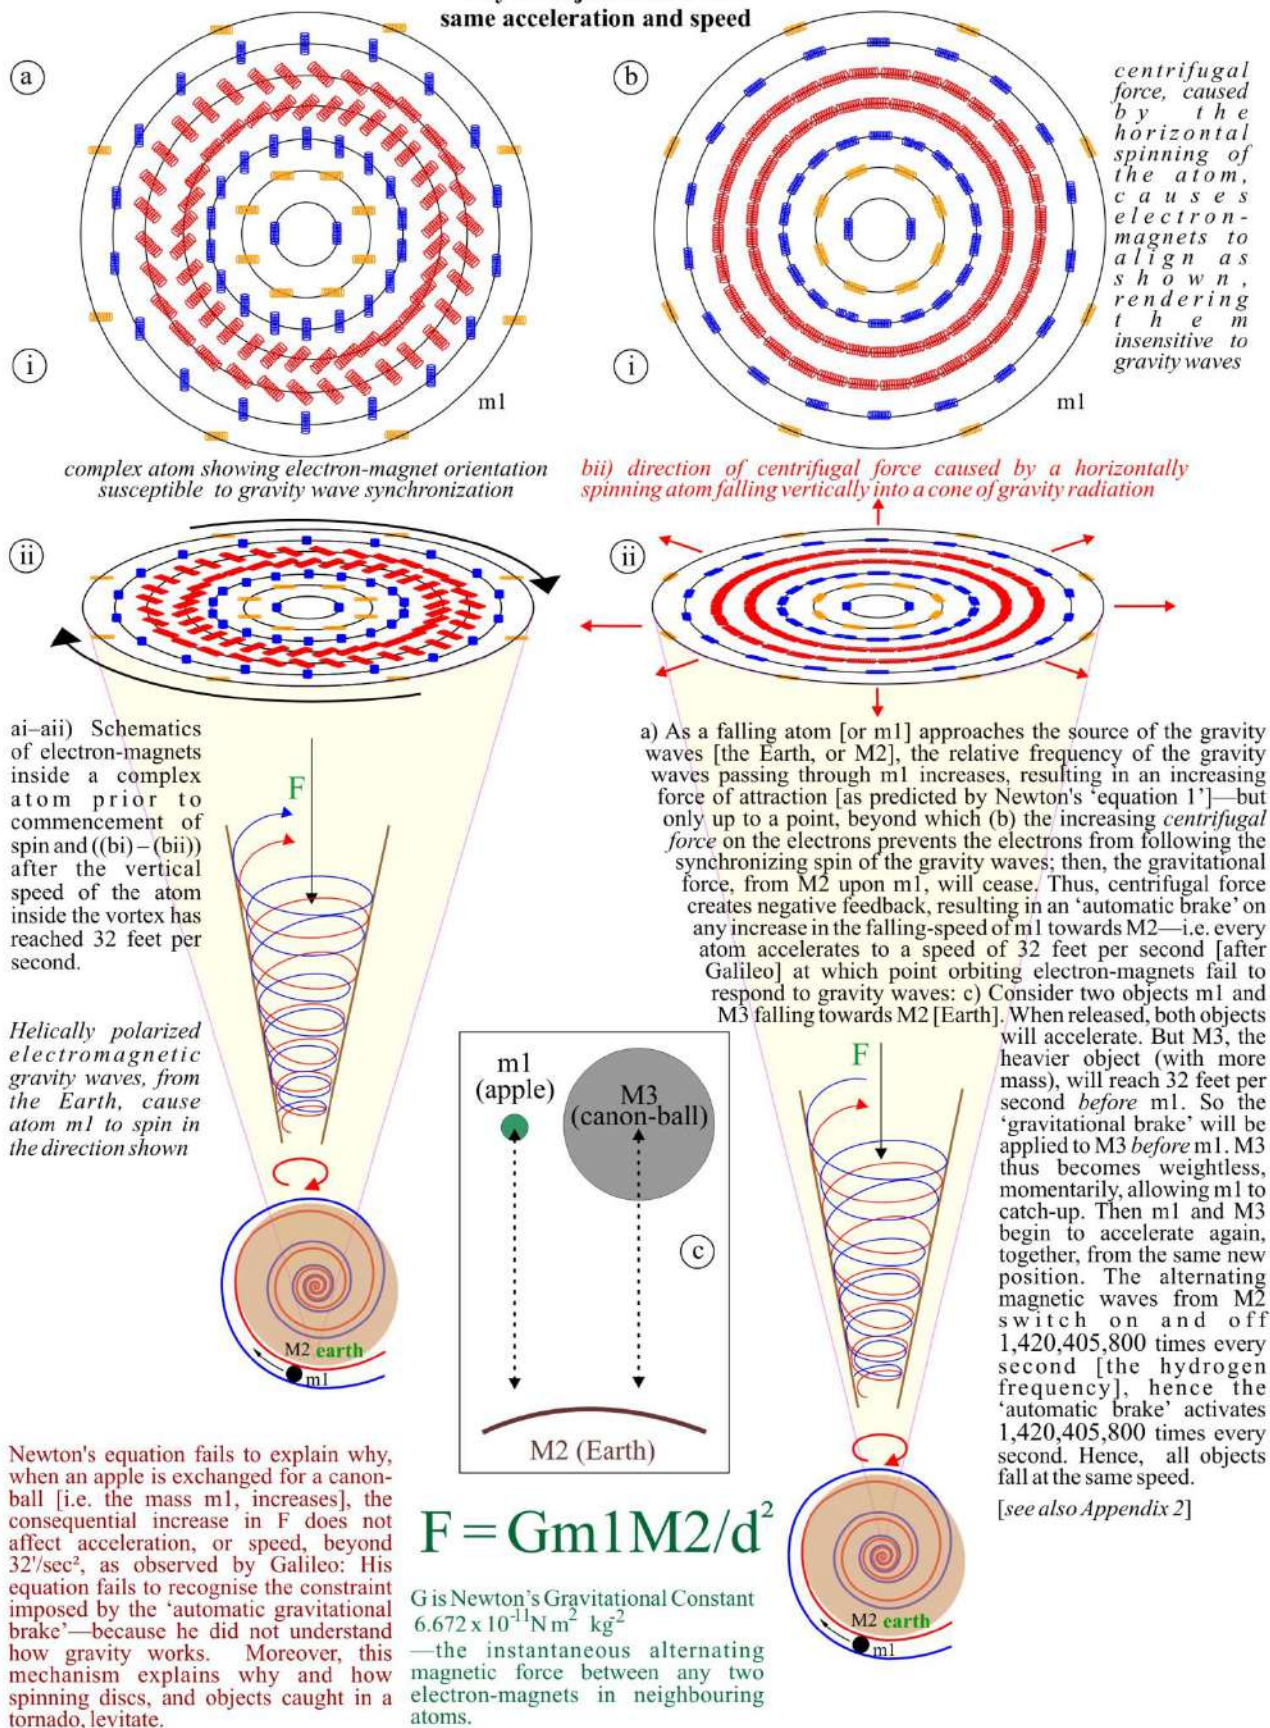 same acceleration and speed
a
b
centrifugal
force, caused
by the
horizontal
spinning of
the atom,
causes
electron-
magnets to
align as
shown,
rendering
them
insensitive to
gravity waves
i
m1
i
m1
complex atom showing electron-magnet orientation
susceptible to gravity wave synchronization
bii) direction of centrifugal force caused by a horizontally
spinning atom falling vertically into a cone of gravity radiation
ii
ii
ai–aii) Schematics
of electron-magnets
inside a complex
atom prior to
commencement of
spin and ((bi) – (bii))
after the vertical
speed of the atom
inside the vortex has
reached 32 feet per
second.
F
Helically polarized
electromagnetic
gravity waves, from
the Earth, cause
atom m1 to spin in
the direction shown
M2 earth
m1
a) As a falling atom [or m1] approaches the source of the gravity
waves [the Earth, or M2], the relative frequency of the gravity
waves passing through m1 increases, resulting in an increasing
force of attraction [as predicted by Newton's ‘equation 1’]—but
only up to a point, beyond which (b) the increasing centrifugal
force on the electrons prevents the electrons from following the
synchronizing spin of the gravity waves; then, the gravitational
force, from M2 upon m1, will cease. Thus, centrifugal force
creates negative feedback, resulting in an ‘automatic brake’ on
any increase in the falling-speed of m1 towards M2—i.e. every
atom accelerates to a speed of 32 feet per second [after
Galileo] at which point orbiting electron-magnets fail to
respond to gravity waves: c) Consider two objects m1 and
M3 falling towards M2 [Earth]. When released, both objects
will accelerate. But M3, the
heavier object (with more
mass), will reach 32 feet per
second before m1. So the
‘gravitational brake’ will be
applied to M3 before m1. M3
thus becomes weightless,
momentarily, allowing m1 to
catch-up. Then m1 and M3
begin to accelerate again,
together, from the same new
position. The alternating
magnetic waves from M2
switch on and off
1,420,405,800 times every
second [the hydrogen
frequency], hence the
‘automatic brake’ activates
1,420,405,800 times every
second. Hence, all objects
fall at the same speed.
[see also Appendix 2]
F
m1
(apple)
M3
(canon-ball)
c
M2 (Earth)
M2 earth
m1
Newton's equation fails to explain why,
when an apple is exchanged for a canon-
ball [i.e. the mass m1, increases], the
consequential increase in F does not
affect acceleration, or speed, beyond
32'/sec², as observed by Galileo: His
equation fails to recognise the constraint
imposed by the ‘automatic gravitational
brake’—because he did not understand
how gravity works. Moreover, this
mechanism explains why and how
spinning discs, and objects caught in a
tornado, levitate.
F = Gm1M2/d²
G is Newton’s Gravitational Constant
6.672 x 10⁻¹¹ N m² kg⁻²
—the instantaneous alternating
magnetic force between any two
electron-magnets in neighbouring
atoms.